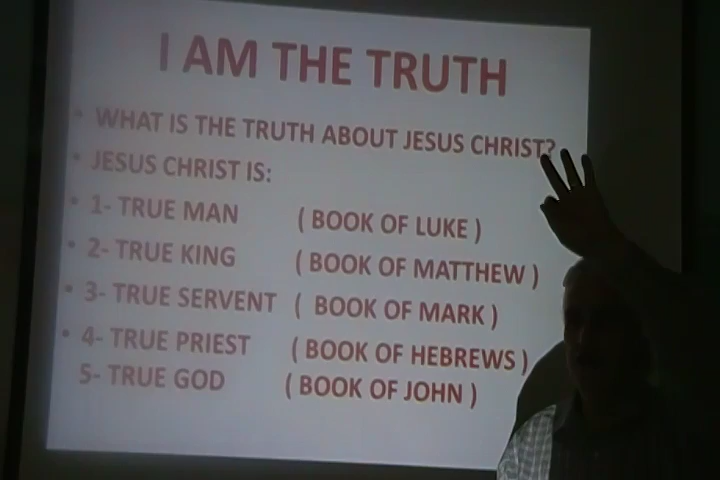 I AM THE TRUTH
• WHAT IS THE TRUTH ABOUT JESUS CHRIST?
• JESUS CHRIST IS:
• 1- TRUE MAN ( BOOK OF LUKE )
• 2- TRUE KING ( BOOK OF MATTHEW )
• 3- TRUE SERVENT ( BOOK OF MARK )
• 4- TRUE PRIEST ( BOOK OF HEBREWS )
5- TRUE GOD ( BOOK OF JOHN )